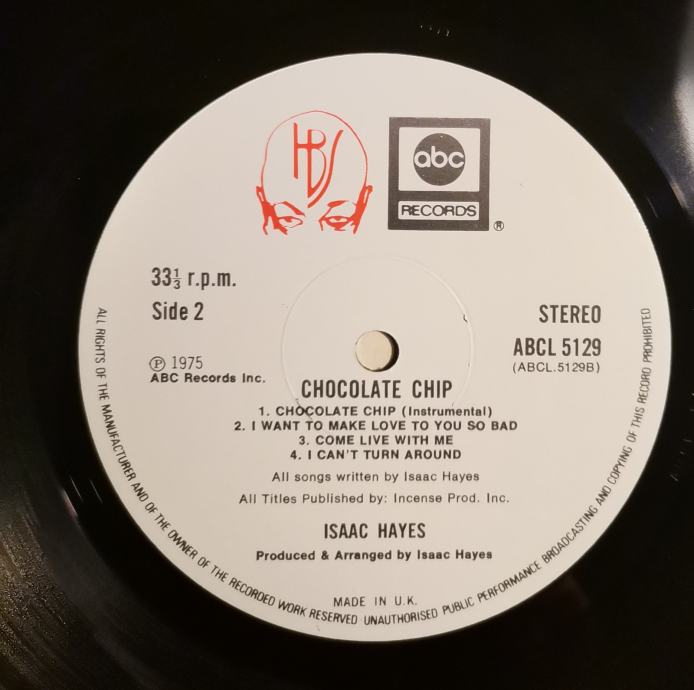 HBS
abc
RECORDS
®
33⅓ r.p.m.
Side 2
STEREO
ABCL 5129
(ABCL.5129B)
℗ 1975
ABC Records Inc.
CHOCOLATE CHIP
1. CHOCOLATE CHIP (Instrumental)
2. I WANT TO MAKE LOVE TO YOU SO BAD
3. COME LIVE WITH ME
4. I CAN'T TURN AROUND
All songs written by Isaac Hayes
All Titles Published by: Incense Prod. Inc.
ISAAC HAYES
Produced & Arranged by Isaac Hayes
MADE IN U.K.
ALL RIGHTS OF THE MANUFACTURER AND OF THE OWNER OF THE RECORDED WORK RESERVED · UNAUTHORISED PUBLIC PERFORMANCE BROADCASTING AND COPYING OF THIS RECORD PROHIBITED